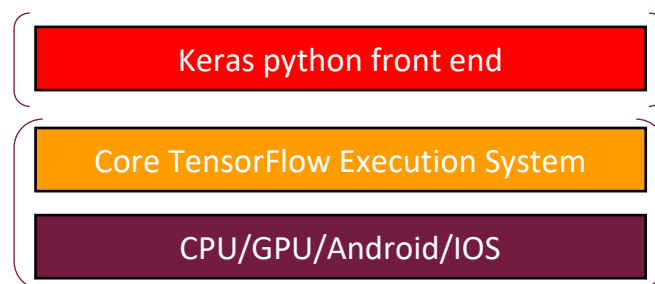 Keras python front end
Core TensorFlow Execution System
CPU/GPU/Android/IOS